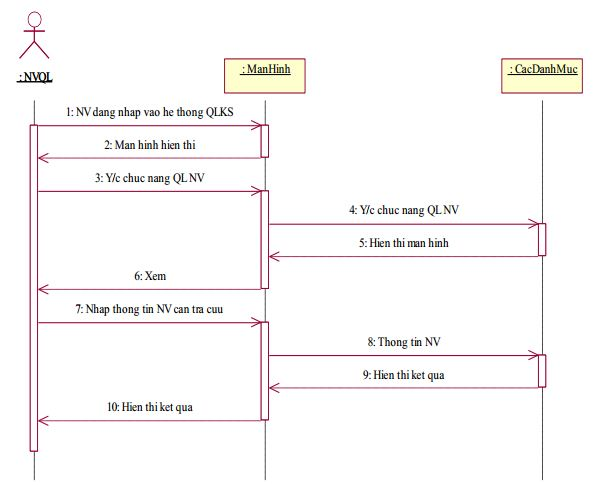 : NVQL
: ManHinh
: CacDanhMuc
1: NV dang nhap vao he thong QLKS
2: Man hinh hien thi
3: Y/c chuc nang QL NV
4: Y/c chuc nang QL NV
5: Hien thi man hinh
6: Xem
7: Nhap thong tin NV can tra cuu
8: Thong tin NV
9: Hien thi ket qua
10: Hien thi ket qua